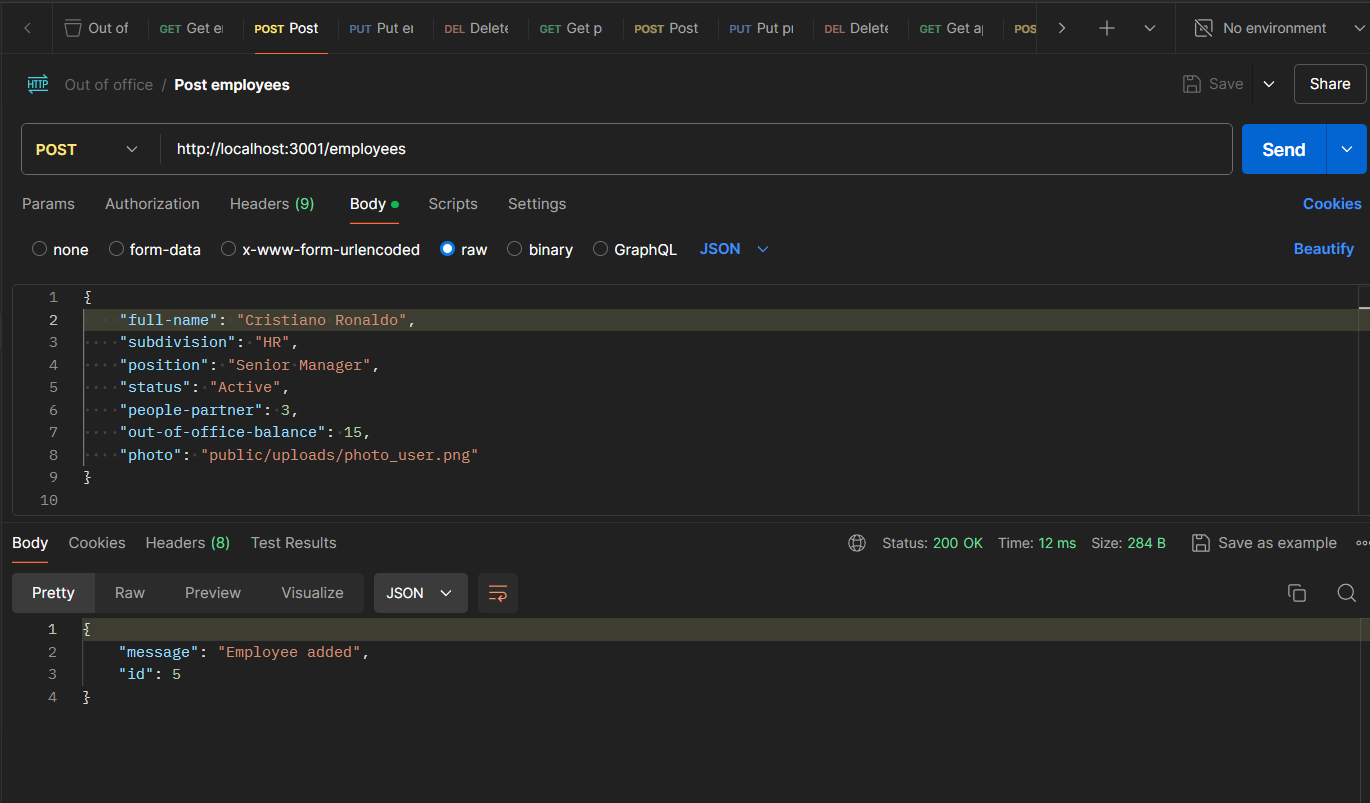 Out of GET Get e POST Post PUT Put er DEL Delete GET Get p POST Post PUT Put p DEL Delete GET Get a POS No environment
HTTP Out of office / Post employees Save Share
POST http://localhost:3001/employees Send
Params Authorization Headers (9) Body Scripts Settings Cookies
none form-data x-www-form-urlencoded raw binary GraphQL JSON Beautify
1 {
2 "full-name": "Cristiano Ronaldo",
3 "subdivision": "HR",
4 "position": "Senior Manager",
5 "status": "Active",
6 "people-partner": 3,
7 "out-of-office-balance": 15,
8 "photo": "public/uploads/photo_user.png"
9 }
10
Body Cookies Headers (8) Test Results Status: 200 OK Time: 12 ms Size: 284 B Save as example
Pretty Raw Preview Visualize JSON
1 {
2 "message": "Employee added",
3 "id": 5
4 }